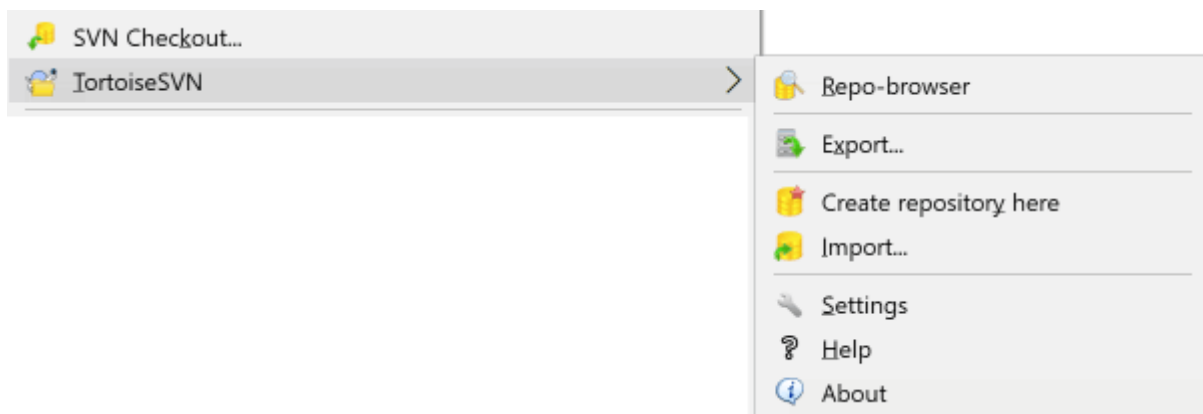 SVN Checkout...
TortoiseSVN
Repo-browser
Export...
Create repository here
Import...
Settings
Help
About